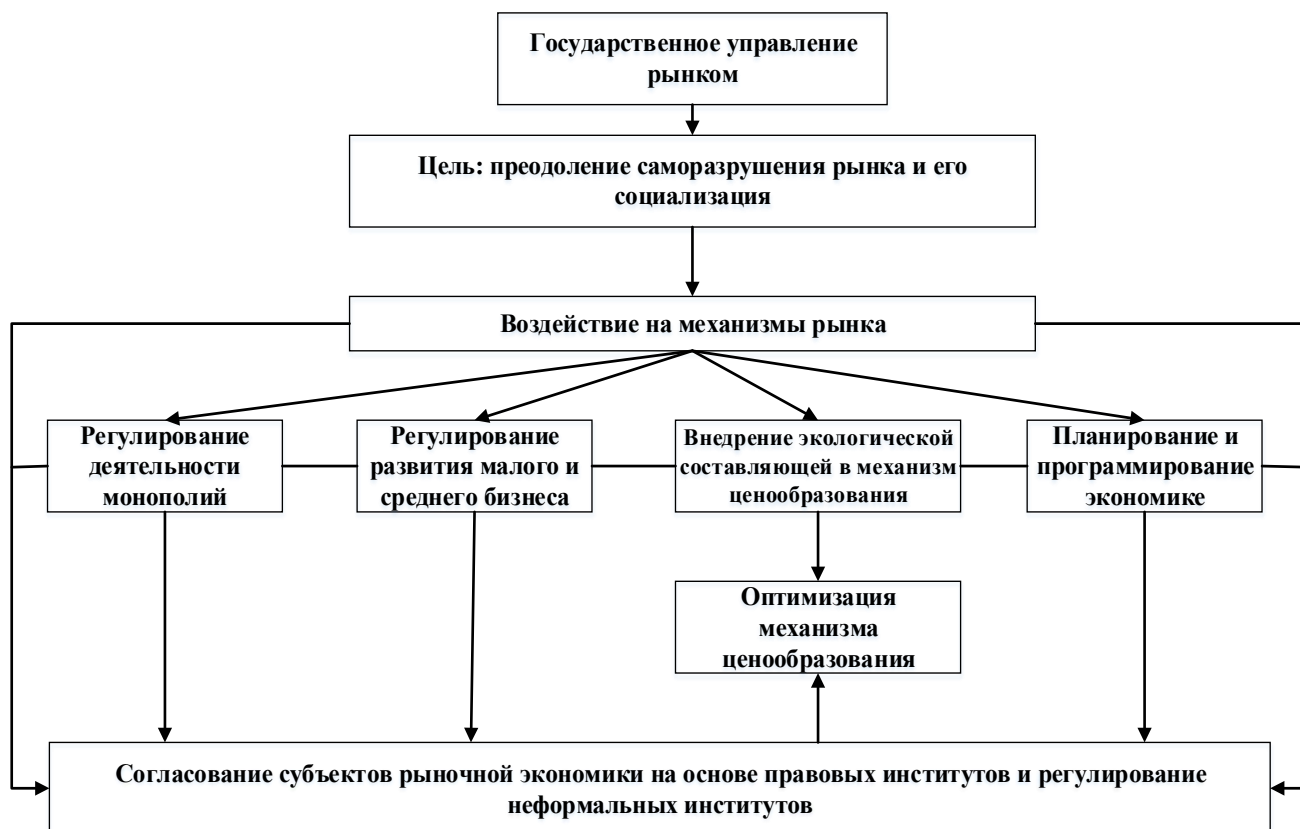 Государственное управление
рынком
Цель: преодоление саморазрушения рынка и его
социализация
Воздействие на механизмы рынка
Регулирование
деятельности
монополий
Регулирование
развития малого и
среднего бизнеса
Внедрение экологической
составляющей в механизм
ценообразования
Планирование и
программирование
экономике
Оптимизация
механизма
ценообразования
Согласование субъектов рыночной экономики на основе правовых институтов и регулирование
неформальных институтов